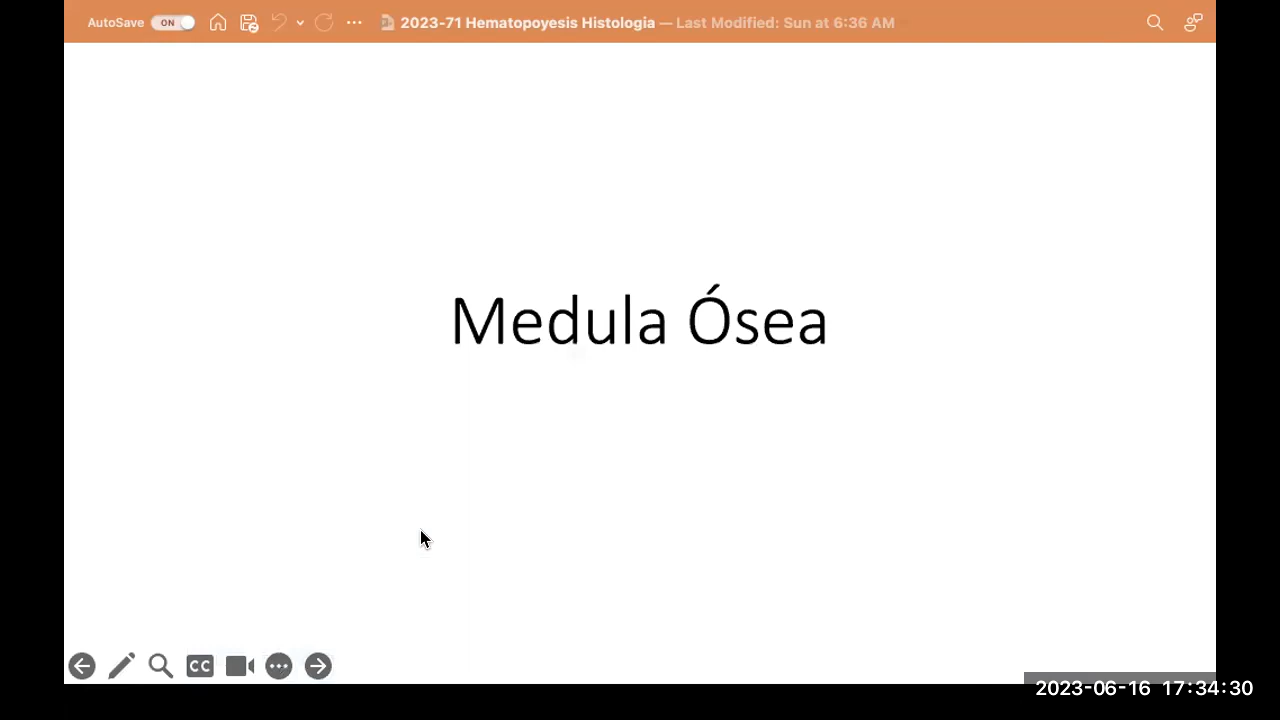 AutoSave ON 2023-71 Hematopoyesis Histologia — Last Modified: Sun at 6:36 AM
Medula Ósea
CC
2023-06-16 17:34:30